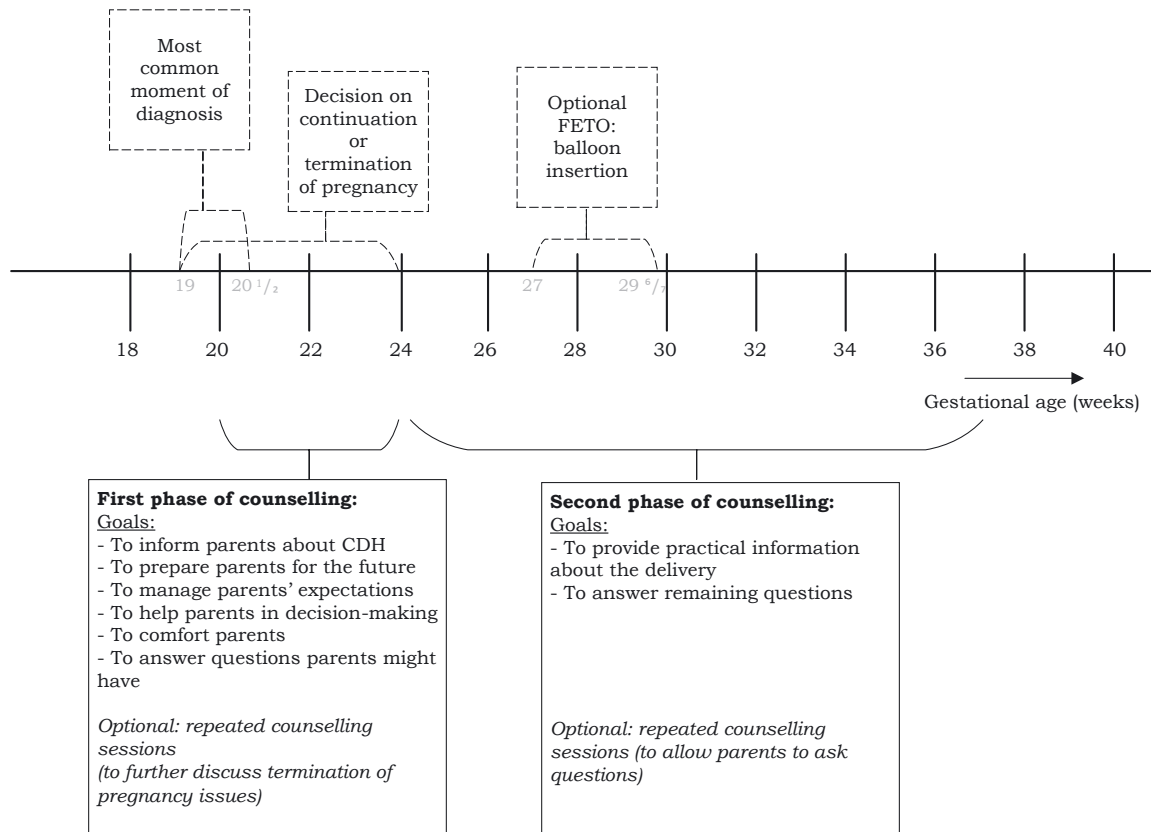 Most
common
moment of
diagnosis
Decision on
continuation
or
termination
of pregnancy
Optional
FETO:
balloon
insertion
19
20 ¹/₂
27
29 ⁶/₇
18
20
22
24
26
28
30
32
34
36
38
40
Gestational age (weeks)
First phase of counselling:
Goals:
- To inform parents about CDH
- To prepare parents for the future
- To manage parents’ expectations
- To help parents in decision-making
- To comfort parents
- To answer questions parents might
have
Optional: repeated counselling
sessions
(to further discuss termination of
pregnancy issues)
Second phase of counselling:
Goals:
- To provide practical information
about the delivery
- To answer remaining questions
Optional: repeated counselling
sessions (to allow parents to ask
questions)